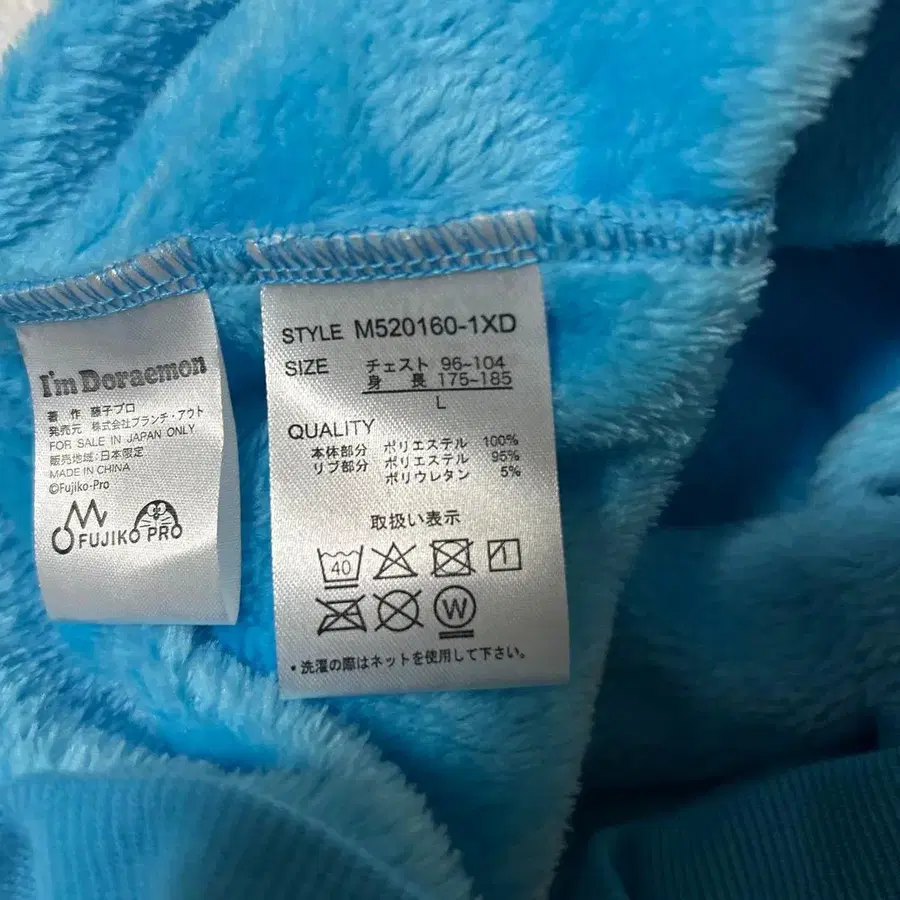 I'm Doraemon
著 作 藤子プロ
発売元 株式会社ブランチ・アウト
FOR SALE IN JAPAN ONLY
販売地域:日本限定
MADE IN CHINA
©Fujiko-Pro
FUJIKO PRO
STYLE M520160-1XD
SIZE チェスト 96~104
身 長 175~185
L
QUALITY
本体部分 ポリエステル 100%
リブ部分 ポリエステル 95%
ポリウレタン 5%
取扱い表示
40
1
W
・洗濯の際はネットを使用して下さい。